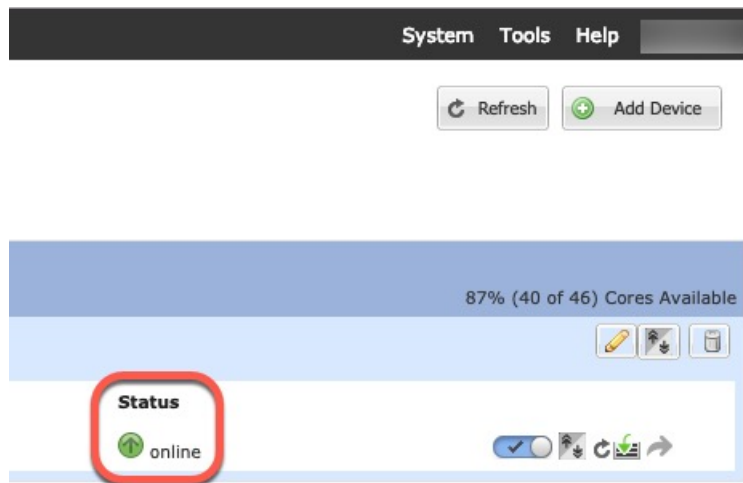 System Tools Help
Refresh Add Device
87% (40 of 46) Cores Available
Status
online